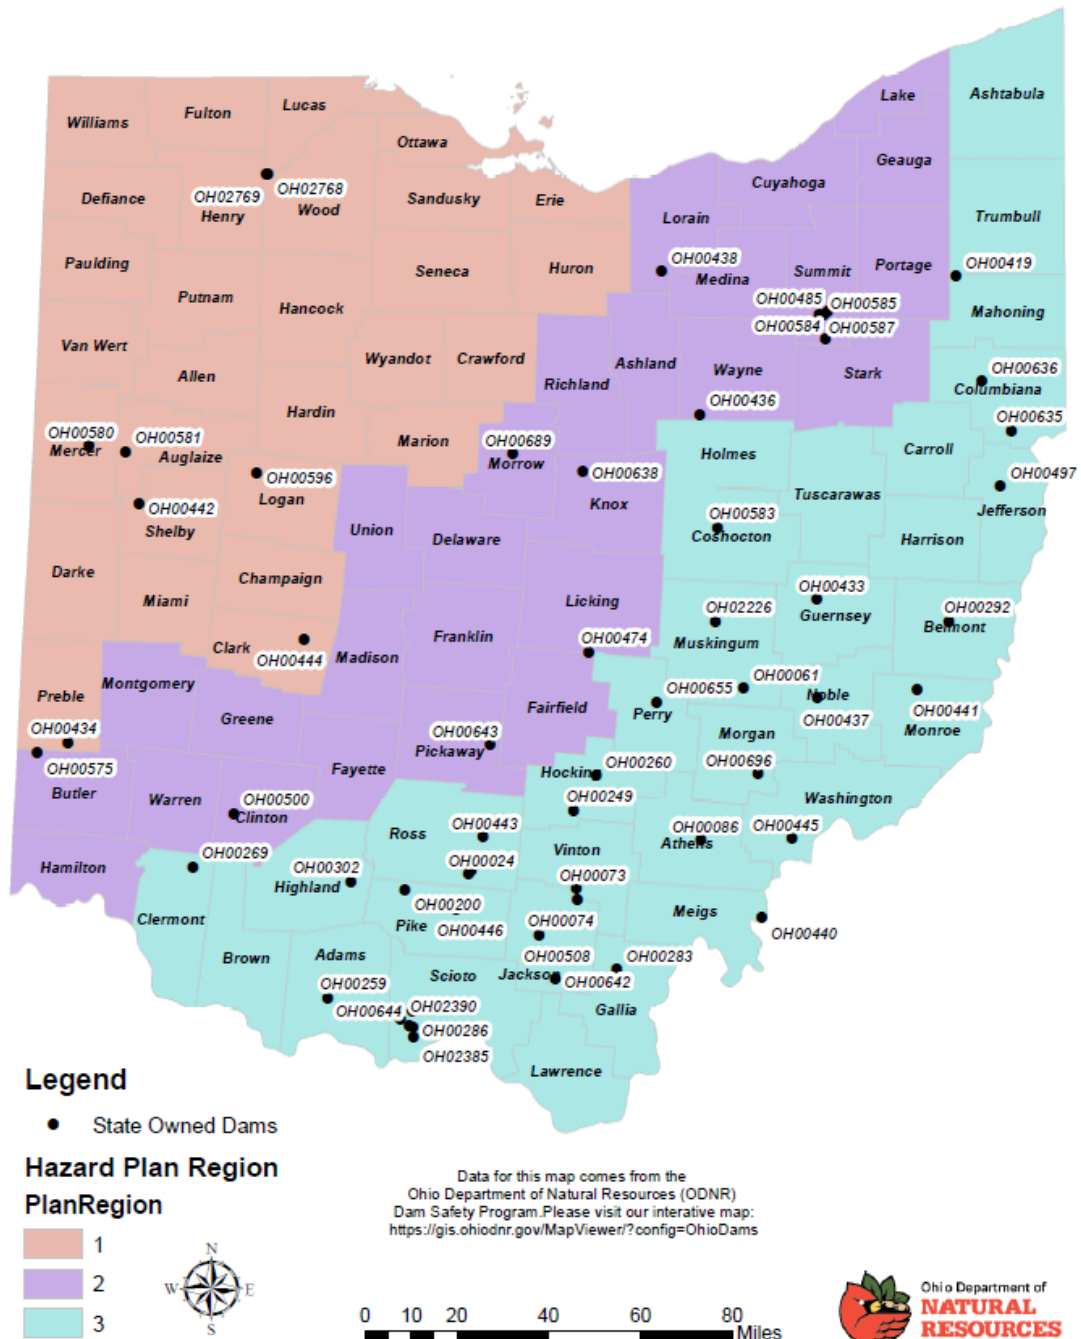 Lake
Ashtabula
Lucas
Fulton
Williams
Ottawa
Geauga
Cuyahoga
OH02769 OH02768
Defiance
Henry
Wood
Sandusky
Erie
Lorain
Trumbull
Paulding
Seneca
Huron
OH00438
Medina
Summit
Portage
OH00419
Putnam
Hancock
OH00485 OH00585
Mahoning
OH00584 OH00587
Van Wert
Allen
Wyandot
Crawford
Ashland
Richland
Wayne
Stark
OH00636
Columbiana
Hardin
OH00436
OH00635
OH00580
Mercer
OH00581
Auglaize
Marion
OH00689
Morrow
Holmes
Carroll
OH00596
Logan
OH00638
Knox
OH00497
Tuscarawas
Jefferson
OH00442
Shelby
Union
Delaware
OH00583
Coshocton
Harrison
Darke
Champaign
Miami
Licking
OH00433
Guernsey
OH02226
OH00292
Belmont
Franklin
Muskingum
Clark
OH00444
Madison
OH00474
Montgomery
Preble
OH00655
OH00061
Noble
OH00437
OH00441
Monroe
Greene
Fairfield
Perry
Morgan
OH00434
OH00575
OH00643
Pickaway
Fayette
Hocking
OH00260
OH00696
Butler
Warren
OH00500
Clinton
OH00249
Washington
Ross
OH00443
OH00086
Athens
OH00445
Hamilton
OH00269
OH00302
Highland
OH00024
Vinton
OH00073
Clermont
OH00200
Pike
OH00446
OH00074
Meigs
OH00440
Brown
Adams
OH00508
OH00283
Scioto
Jackson
OH00642
OH00259
OH00644
OH02390
Gallia
OH00286
OH02385
Lawrence
Legend
State Owned Dams
Hazard Plan Region
PlanRegion
1
2
3
N
W E
S
Data for this map comes from the
Ohio Department of Natural Resources (ODNR)
Dam Safety Program.Please visit our interative map:
https://gis.ohiodnr.gov/MapViewer/?config=OhioDams
0 10 20 40 60 80
Miles
Ohio Department of
NATURAL
RESOURCES